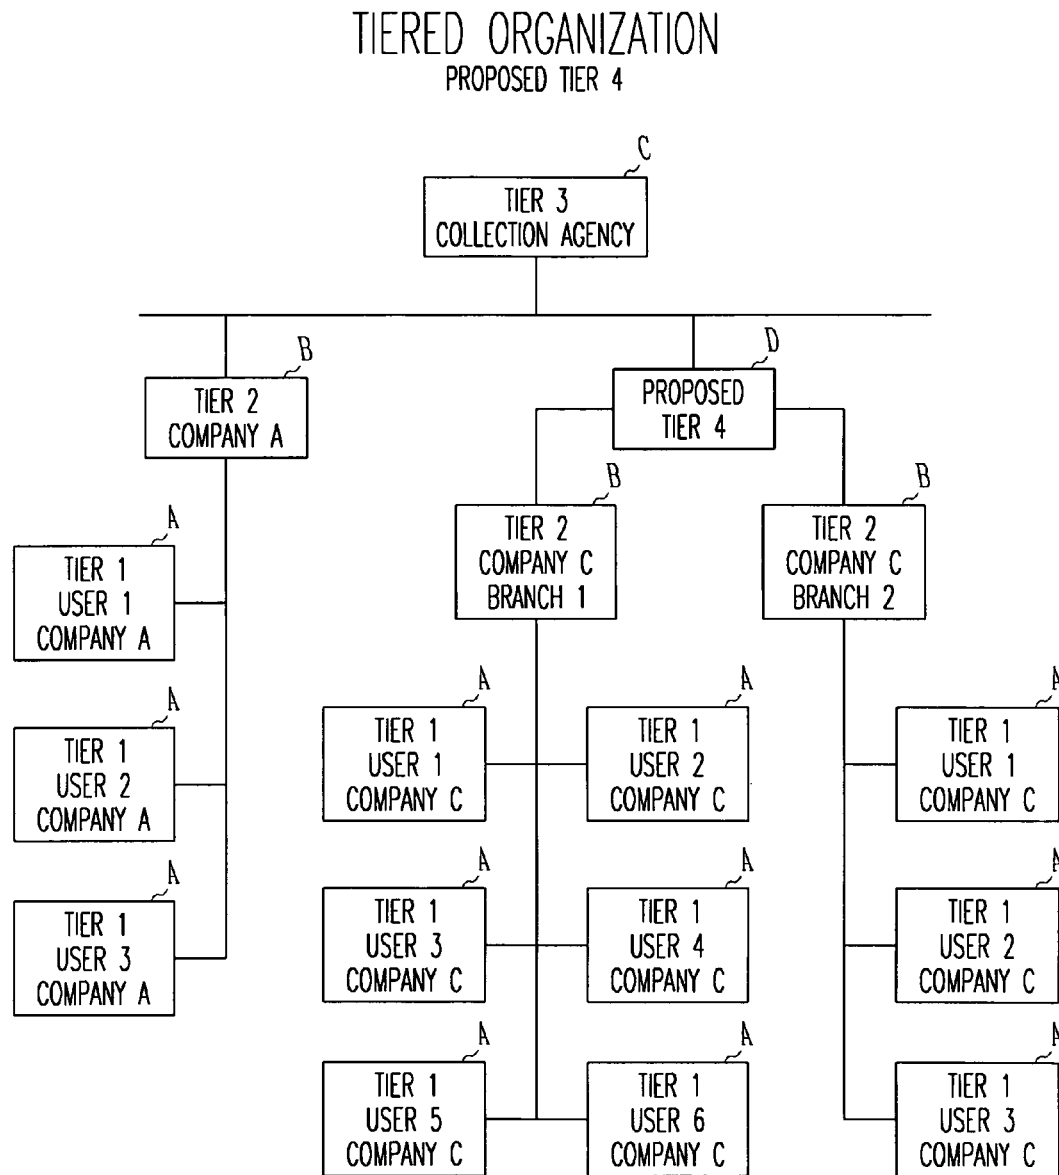 TIERED ORGANIZATION
PROPOSED TIER 4
C
TIER 3
COLLECTION AGENCY
B
TIER 2
COMPANY A
D
PROPOSED
TIER 4
A
TIER 1
USER 1
COMPANY A
A
TIER 1
USER 2
COMPANY A
A
TIER 1
USER 3
COMPANY A
B
TIER 2
COMPANY C
BRANCH 1
B
TIER 2
COMPANY C
BRANCH 2
A
TIER 1
USER 1
COMPANY C
A
TIER 1
USER 2
COMPANY C
A
TIER 1
USER 1
COMPANY C
A
TIER 1
USER 3
COMPANY C
A
TIER 1
USER 4
COMPANY C
A
TIER 1
USER 2
COMPANY C
A
TIER 1
USER 5
COMPANY C
A
TIER 1
USER 6
COMPANY C
A
TIER 1
USER 3
COMPANY C